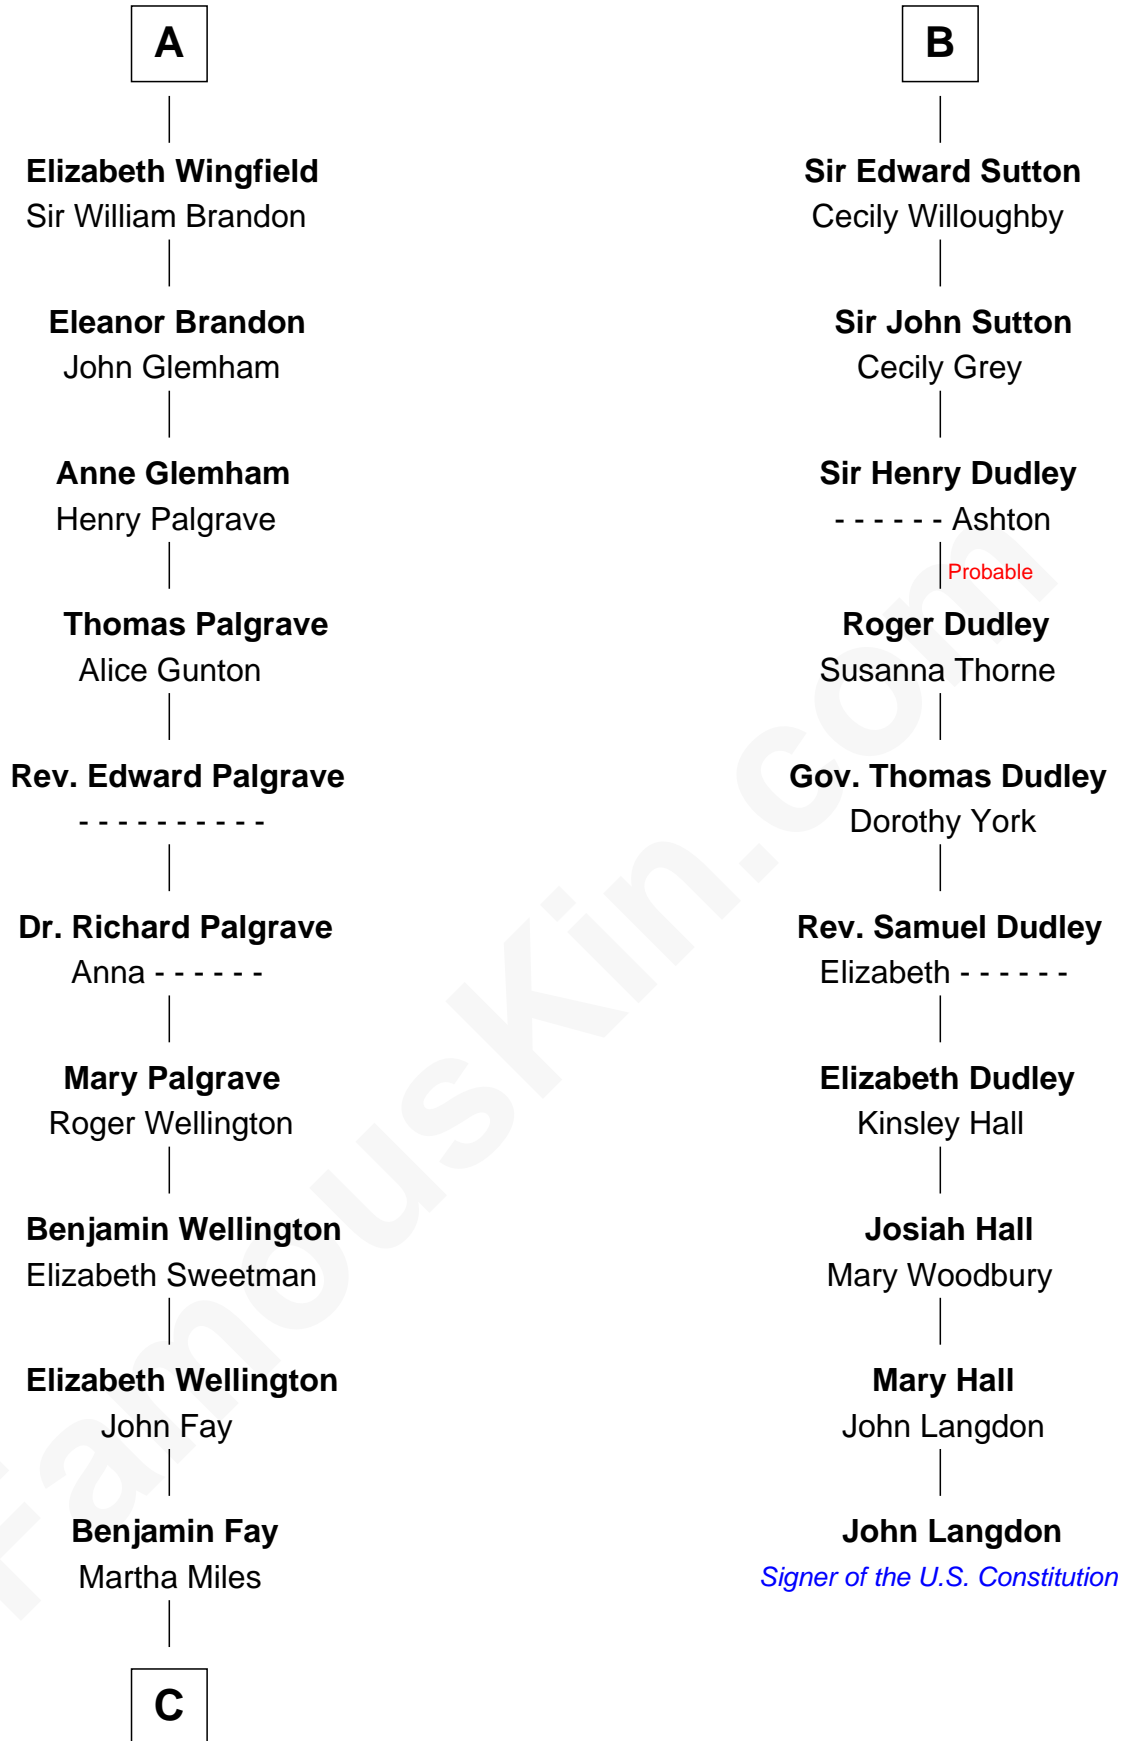 A
Elizabeth Wingfield
Sir William Brandon
Eleanor Brandon
John Glemham
Anne Glemham
Henry Palgrave
Thomas Palgrave
Alice Gunton
Rev. Edward Palgrave
- - - - - - - - - -
Dr. Richard Palgrave
Anna - - - - - -
Mary Palgrave
Roger Wellington
Benjamin Wellington
Elizabeth Sweetman
Elizabeth Wellington
John Fay
Benjamin Fay
Martha Miles
C
B
Sir Edward Sutton
Cecily Willoughby
Sir John Sutton
Cecily Grey
Sir Henry Dudley
- - - - - - Ashton
Probable
Roger Dudley
Susanna Thorne
Gov. Thomas Dudley
Dorothy York
Rev. Samuel Dudley
Elizabeth - - - - - -
Elizabeth Dudley
Kinsley Hall
Josiah Hall
Mary Woodbury
Mary Hall
John Langdon
John Langdon
Signer of the U.S. Constitution
FamousKin.com